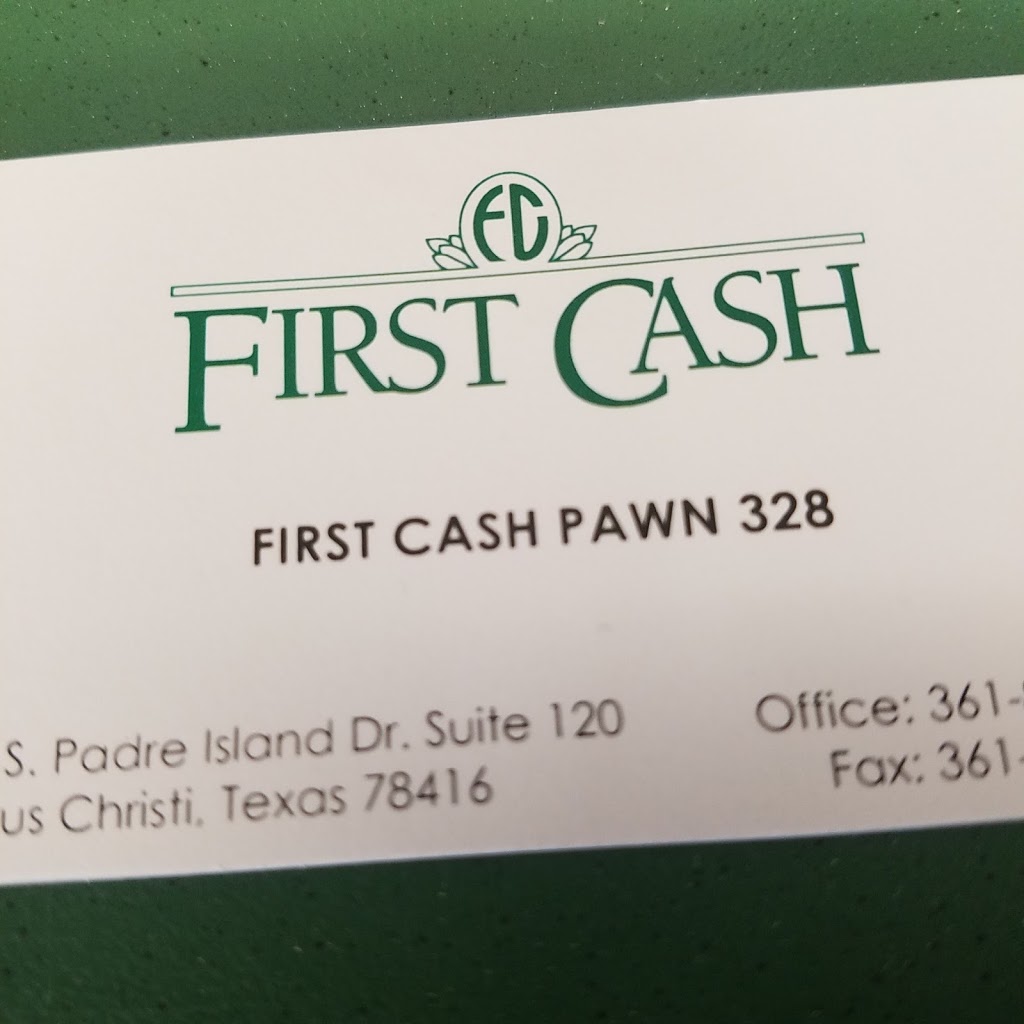 FC
FIRST CASH
FIRST CASH PAWN 328
S. Padre Island Dr. Suite 120
us Christi, Texas 78416
Office: 361-
Fax: 361-